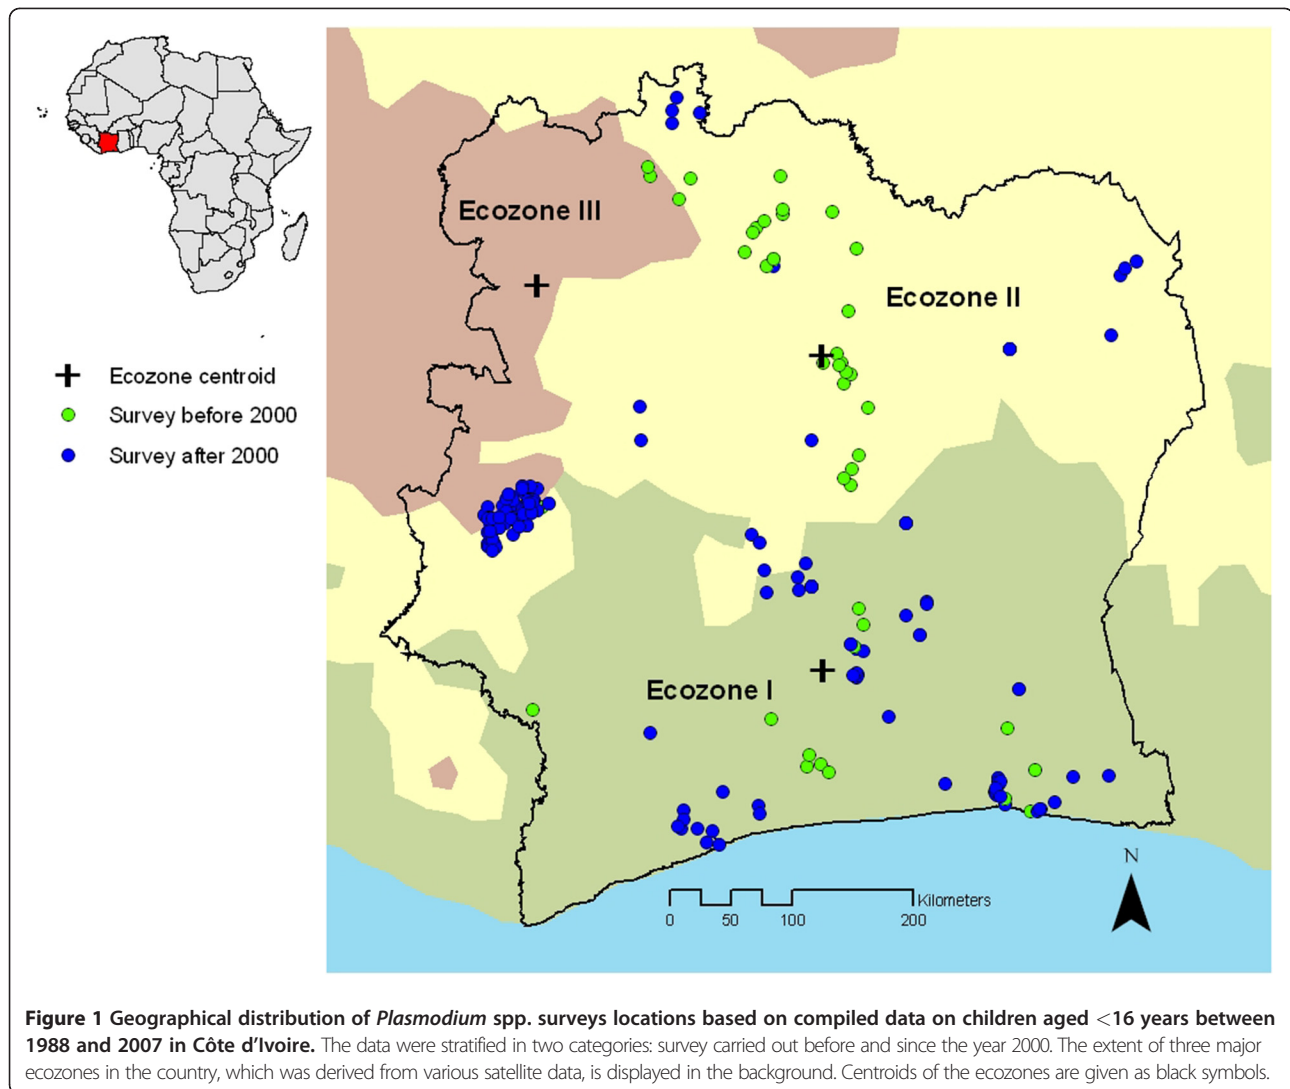 Ecozone III
Ecozone II
Ecozone centroid
Survey before 2000
Survey after 2000
Ecozone I
N
Kilometers
0 50 100 200
Figure 1 Geographical distribution of Plasmodium spp. surveys locations based on compiled data on children aged <16 years between
1988 and 2007 in Côte d'Ivoire. The data were stratified in two categories: survey carried out before and since the year 2000. The extent of three major
ecozones in the country, which was derived from various satellite data, is displayed in the background. Centroids of the ecozones are given as black symbols.